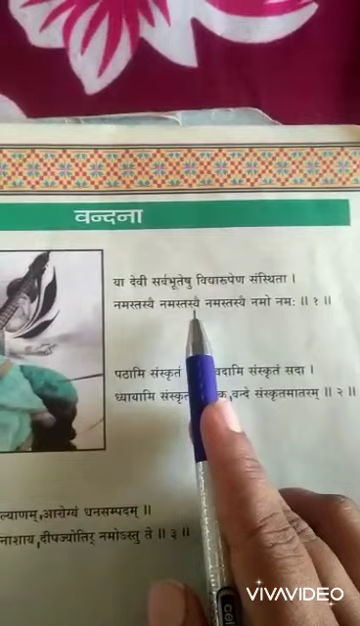 वन्दना
या देवी सर्वभूतेषु विद्यारूपेण संस्थिता ।
नमस्तस्यै नमस्तस्यै नमस्तस्यै नमो नमः ॥ १ ॥
पठामि संस्कृतं वदामि संस्कृतं सदा ।
ध्यायामि वन्दे संस्कृतमातरम् ॥ २ ॥
ल्याणम्,आरोग्यं धनसम्पदम् ॥
नाशाय,दीपज्योतिर् नमोऽस्तु ते ॥ ३ ॥
VIVAVIDEO